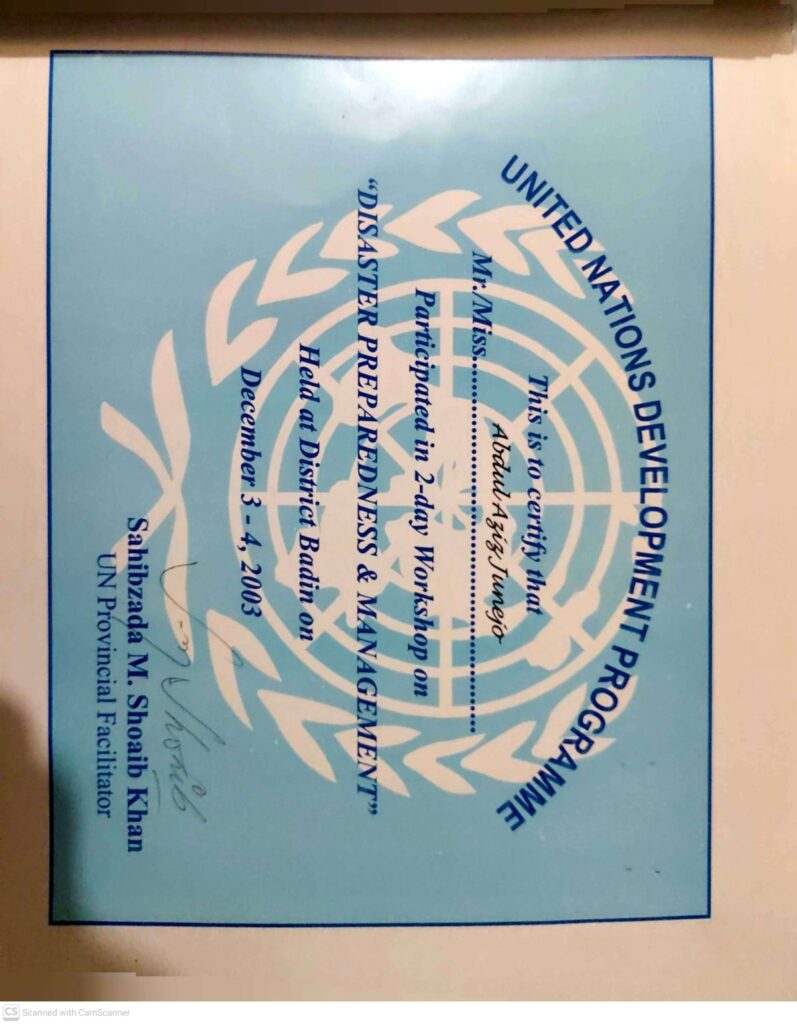 UNITED NATIONS DEVELOPMENT PROGRAMME
This is to certify that
Mr./Miss. Abdul Aziz Junejo
Participated in 2-day Workshop on
“DISASTER PREPAREDNESS & MANAGEMENT”
Held at District Badin on
December 3 - 4, 2003
Sahibzada M. Shoaib Khan
UN Provincial Facilitator
CS Scanned with CamScanner